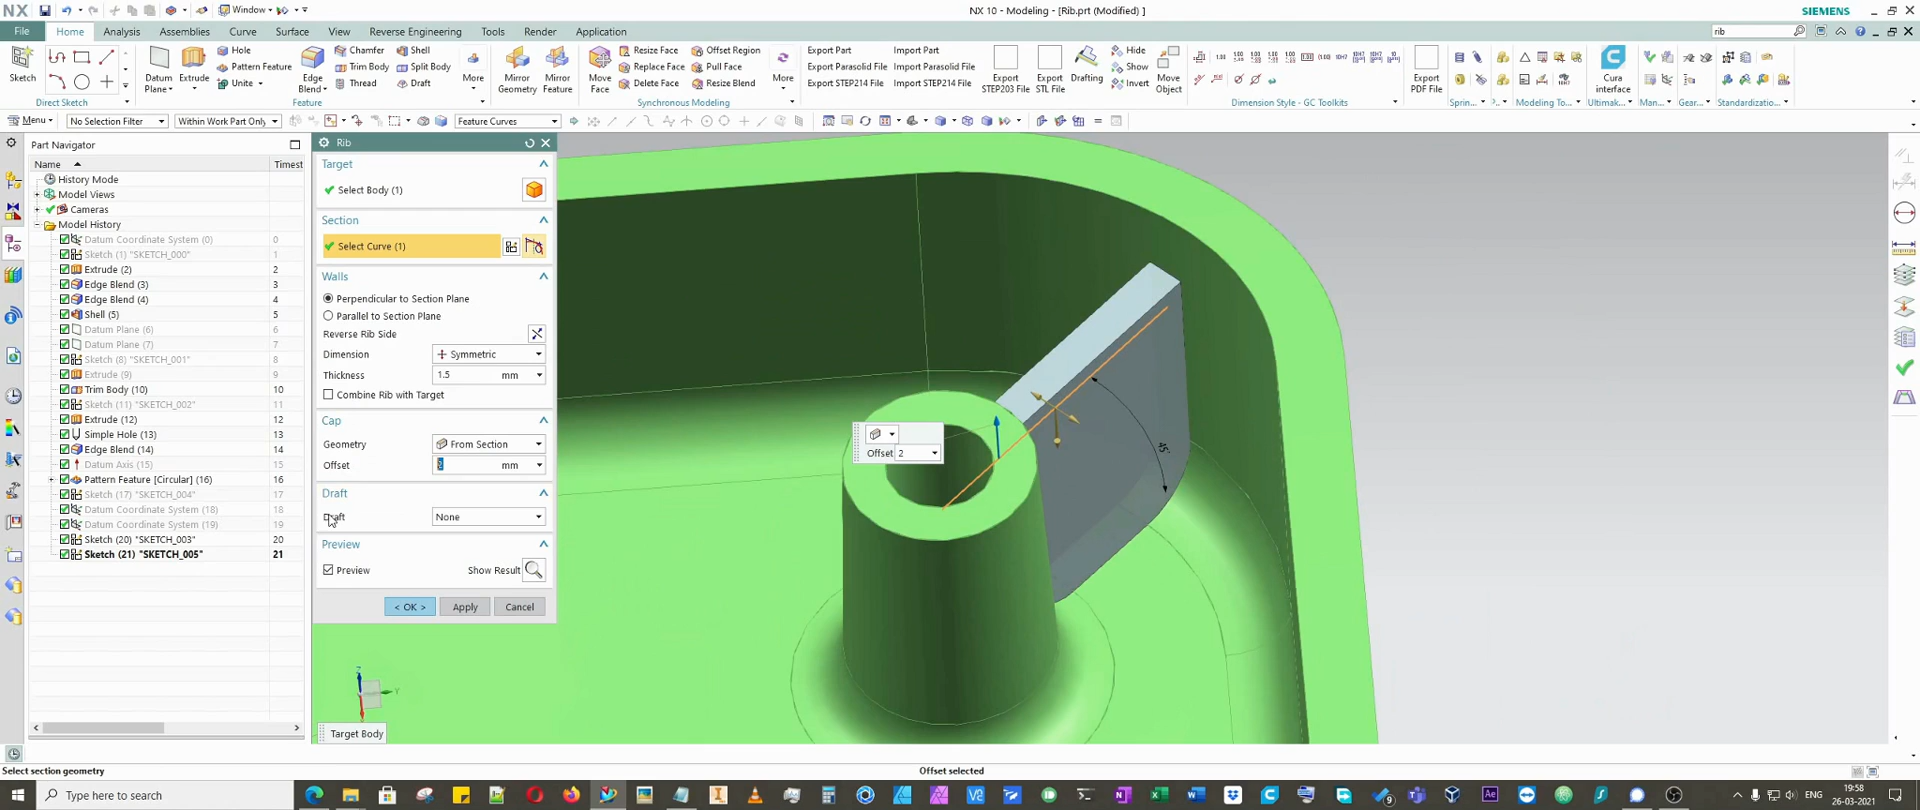 NX
Window
NX 10 - Modeling - [Rib.prt (Modified) ]
SIEMENS
File
Home
Analysis
Assemblies
Curve
Surface
View
Reverse Engineering
Tools
Render
Application
rib
Sketch
Direct Sketch
Datum Plane
Extrude
Hole
Pattern Feature
Unite
Edge Blend
Chamfer
Trim Body
Thread
Shell
Split Body
Draft
More
Feature
Mirror Geometry
Mirror Feature
Move Face
Resize Face
Replace Face
Delete Face
Offset Region
Pull Face
Resize Blend
More
Synchronous Modeling
Export Part
Export Parasolid File
Export STEP214 File
Import Part
Import Parasolid File
Import STEP214 File
Export STEP203 File
Export STL File
Drafting
Hide
Show
Invert
Move Object
Dimension Style - GC Toolkits
Export PDF File
Sprin...
Modeling To...
Cura interface
Ultimak...
Man...
Gear...
Standardizatio...
Menu
No Selection Filter
Within Work Part Only
Feature Curves
Part Navigator
Name
Timest
History Mode
Model Views
Cameras
Model History
Datum Coordinate System (0) 0
Sketch (1) "SKETCH_000" 1
Extrude (2) 2
Edge Blend (3) 3
Edge Blend (4) 4
Shell (5) 5
Datum Plane (6) 6
Datum Plane (7) 7
Sketch (8) "SKETCH_001" 8
Extrude (9) 9
Trim Body (10) 10
Sketch (11) "SKETCH_002" 11
Extrude (12) 12
Simple Hole (13) 13
Edge Blend (14) 14
Datum Axis (15) 15
Pattern Feature [Circular] (16) 16
Sketch (17) "SKETCH_004" 17
Datum Coordinate System (18) 18
Datum Coordinate System (19) 19
Sketch (20) "SKETCH_003" 20
Sketch (21) "SKETCH_005" 21
Rib
Target
Select Body (1)
Section
Select Curve (1)
Walls
Perpendicular to Section Plane
Parallel to Section Plane
Reverse Rib Side
Dimension
Symmetric
Thickness
1.5 mm
Combine Rib with Target
Cap
Geometry
From Section
Offset
mm
Draft
Draft
None
Preview
Preview
Show Result
< OK >
Apply
Cancel
Offset 2
45°
Z
Y
Target Body
Select section geometry
Offset selected
Type here to search
ENG
19:58
26-03-2021